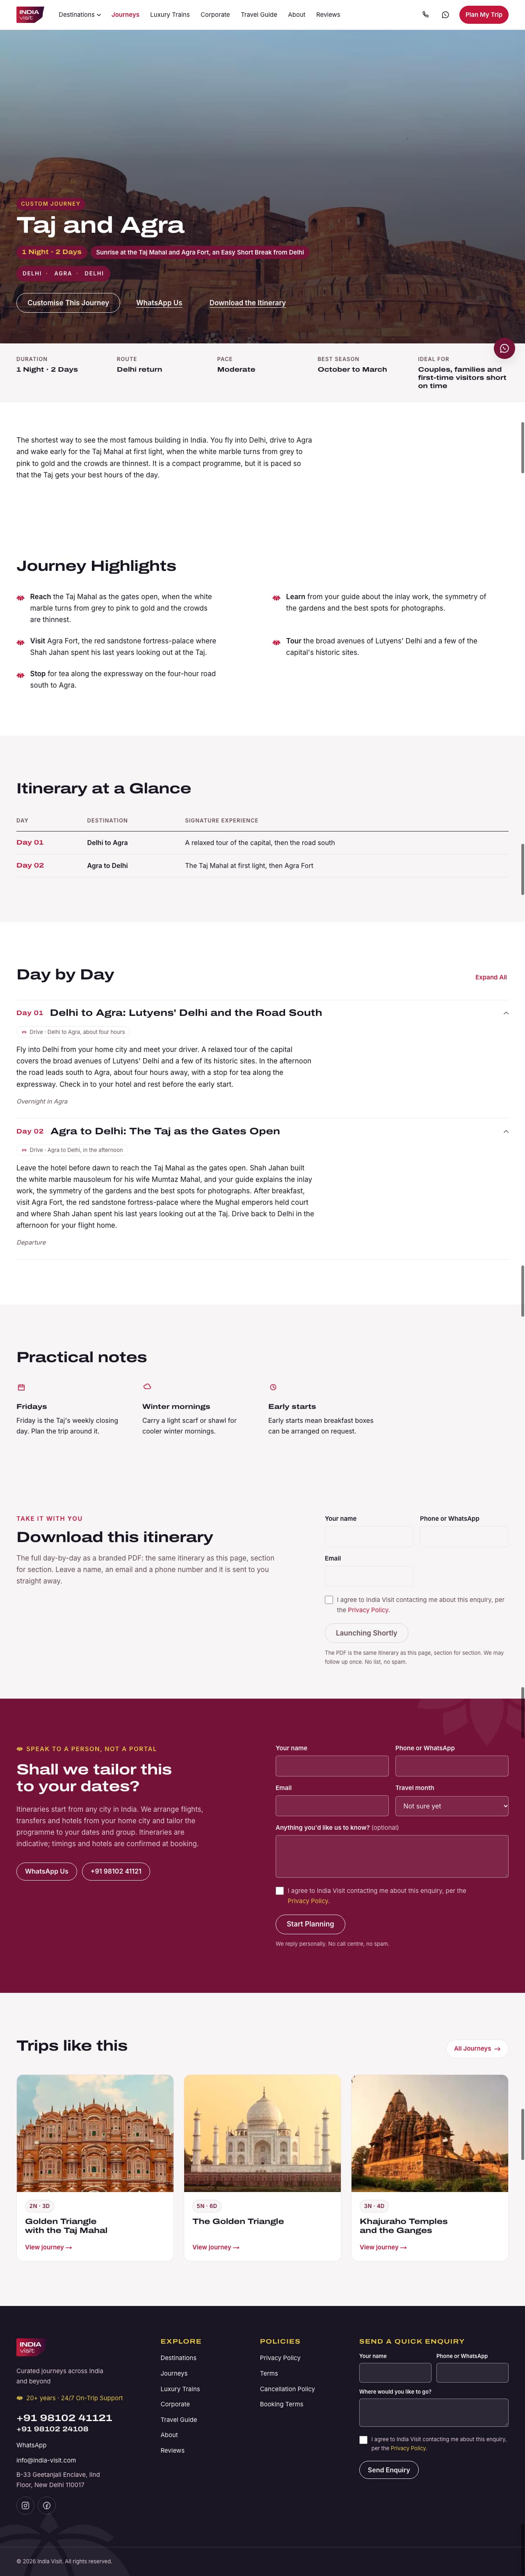 INDIA
visit
Destinations
Journeys
Luxury Trains
Corporate
Travel Guide
About
Reviews
Plan My Trip
CUSTOM JOURNEY
Taj and Agra
1 Night · 2 Days
Sunrise at the Taj Mahal and Agra Fort, an Easy Short Break from Delhi
DELHI · AGRA · DELHI
Customise This Journey
WhatsApp Us
Download the Itinerary
DURATION
1 Night · 2 Days
ROUTE
Delhi return
PACE
Moderate
BEST SEASON
October to March
IDEAL FOR
Couples, families and
first-time visitors short
on time
The shortest way to see the most famous building in India. You fly into Delhi, drive to Agra
and wake early for the Taj Mahal at first light, when the white marble turns from grey to
pink to gold and the crowds are thinnest. It is a compact programme, but it is paced so
that the Taj gets your best hours of the day.
Journey Highlights
Reach the Taj Mahal as the gates open, when the white
marble turns from grey to pink to gold and the crowds
are thinnest.
Learn from your guide about the inlay work, the symmetry of
the gardens and the best spots for photographs.
Visit Agra Fort, the red sandstone fortress-palace where
Shah Jahan spent his last years looking out at the Taj.
Tour the broad avenues of Lutyens' Delhi and a few of the
capital's historic sites.
Stop for tea along the expressway on the four-hour road
south to Agra.
Itinerary at a Glance
DAY
DESTINATION
SIGNATURE EXPERIENCE
Day 01
Delhi to Agra
A relaxed tour of the capital, then the road south
Day 02
Agra to Delhi
The Taj Mahal at first light, then Agra Fort
Day by Day
Expand All
Day 01 Delhi to Agra: Lutyens' Delhi and the Road South
Drive · Delhi to Agra, about four hours
Fly into Delhi from your home city and meet your driver. A relaxed tour of the capital
covers the broad avenues of Lutyens' Delhi and a few of its historic sites. In the afternoon
the road leads south to Agra, about four hours away, with a stop for tea along the
expressway. Check in to your hotel and rest before the early start.
Overnight in Agra
Day 02 Agra to Delhi: The Taj as the Gates Open
Drive · Agra to Delhi, in the afternoon
Leave the hotel before dawn to reach the Taj Mahal as the gates open. Shah Jahan built
the white marble mausoleum for his wife Mumtaz Mahal, and your guide explains the inlay
work, the symmetry of the gardens and the best spots for photographs. After breakfast,
visit Agra Fort, the red sandstone fortress-palace where the Mughal emperors held court
and where Shah Jahan spent his last years looking out at the Taj. Drive back to Delhi in the
afternoon for your flight home.
Departure
Practical notes
Fridays
Friday is the Taj's weekly closing
day. Plan the trip around it.
Winter mornings
Carry a light scarf or shawl for
cooler winter mornings.
Early starts
Early starts mean breakfast boxes
can be arranged on request.
TAKE IT WITH YOU
Download this itinerary
The full day-by-day as a branded PDF: the same itinerary as this page, section
for section. Leave a name, an email and a phone number and it is sent to you
straight away.
Your name
Phone or WhatsApp
Email
I agree to India Visit contacting me about this enquiry, per
the Privacy Policy.
Launching Shortly
The PDF is the same itinerary as this page, section for section. We may
follow up once. No list, no spam.
SPEAK TO A PERSON, NOT A PORTAL
Shall we tailor this
to your dates?
Itineraries start from any city in India. We arrange flights,
transfers and hotels from your home city and tailor the
programme to your dates and group. Itineraries are
indicative; timings and hotels are confirmed at booking.
WhatsApp Us
+91 98102 41121
Your name
Phone or WhatsApp
Email
Travel month
Not sure yet
Anything you'd like us to know? (optional)
I agree to India Visit contacting me about this enquiry, per the
Privacy Policy.
Start Planning
We reply personally. No call centre, no spam.
Trips like this
All Journeys →
2N · 3D
Golden Triangle
with the Taj Mahal
View journey →
5N · 6D
The Golden Triangle
View journey →
3N · 4D
Khajuraho Temples
and the Ganges
View journey →
INDIA
visit
Curated journeys across India
and beyond
20+ years · 24/7 On-Trip Support
+91 98102 41121
+91 98102 24108
WhatsApp
info@india-visit.com
B-33 Geetanjali Enclave, IInd
Floor, New Delhi 110017
EXPLORE
Destinations
Journeys
Luxury Trains
Corporate
Travel Guide
About
Reviews
POLICIES
Privacy Policy
Terms
Cancellation Policy
Booking Terms
SEND A QUICK ENQUIRY
Your name
Phone or WhatsApp
Where would you like to go?
I agree to India Visit contacting me about this enquiry,
per the Privacy Policy.
Send Enquiry
© 2026 India Visit. All rights reserved.